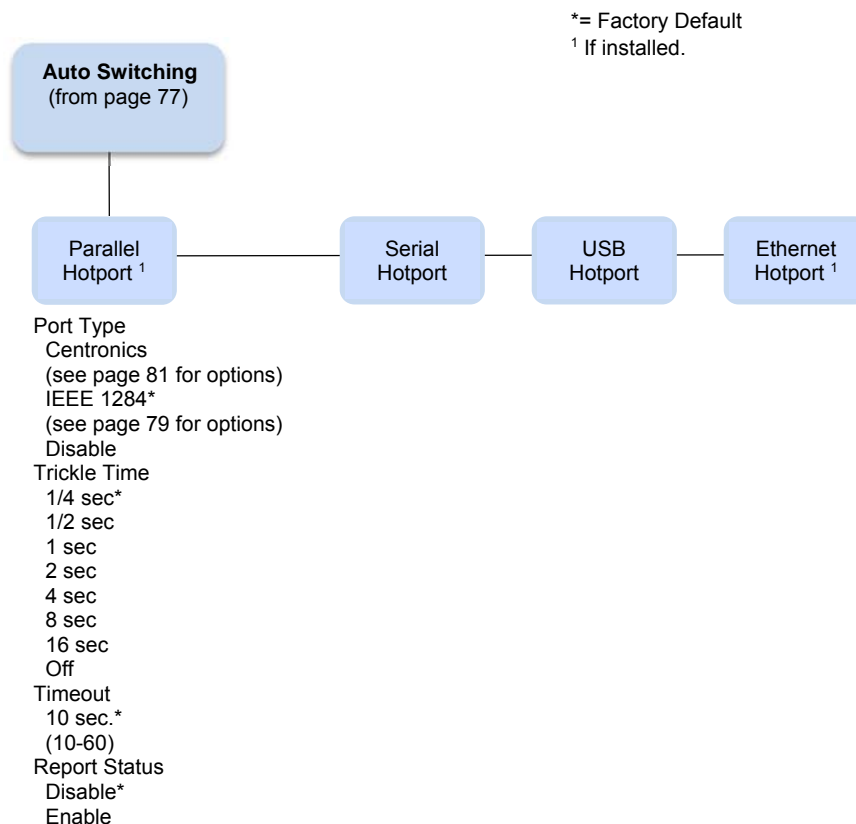 *= Factory Default
¹ If installed.
Auto Switching
(from page 77)
Parallel
Hotport ¹
Serial
Hotport
USB
Hotport
Ethernet
Hotport ¹
Port Type
Centronics
(see page 81 for options)
IEEE 1284*
(see page 79 for options)
Disable
Trickle Time
1/4 sec*
1/2 sec
1 sec
2 sec
4 sec
8 sec
16 sec
Off
Timeout
10 sec.*
(10-60)
Report Status
Disable*
Enable